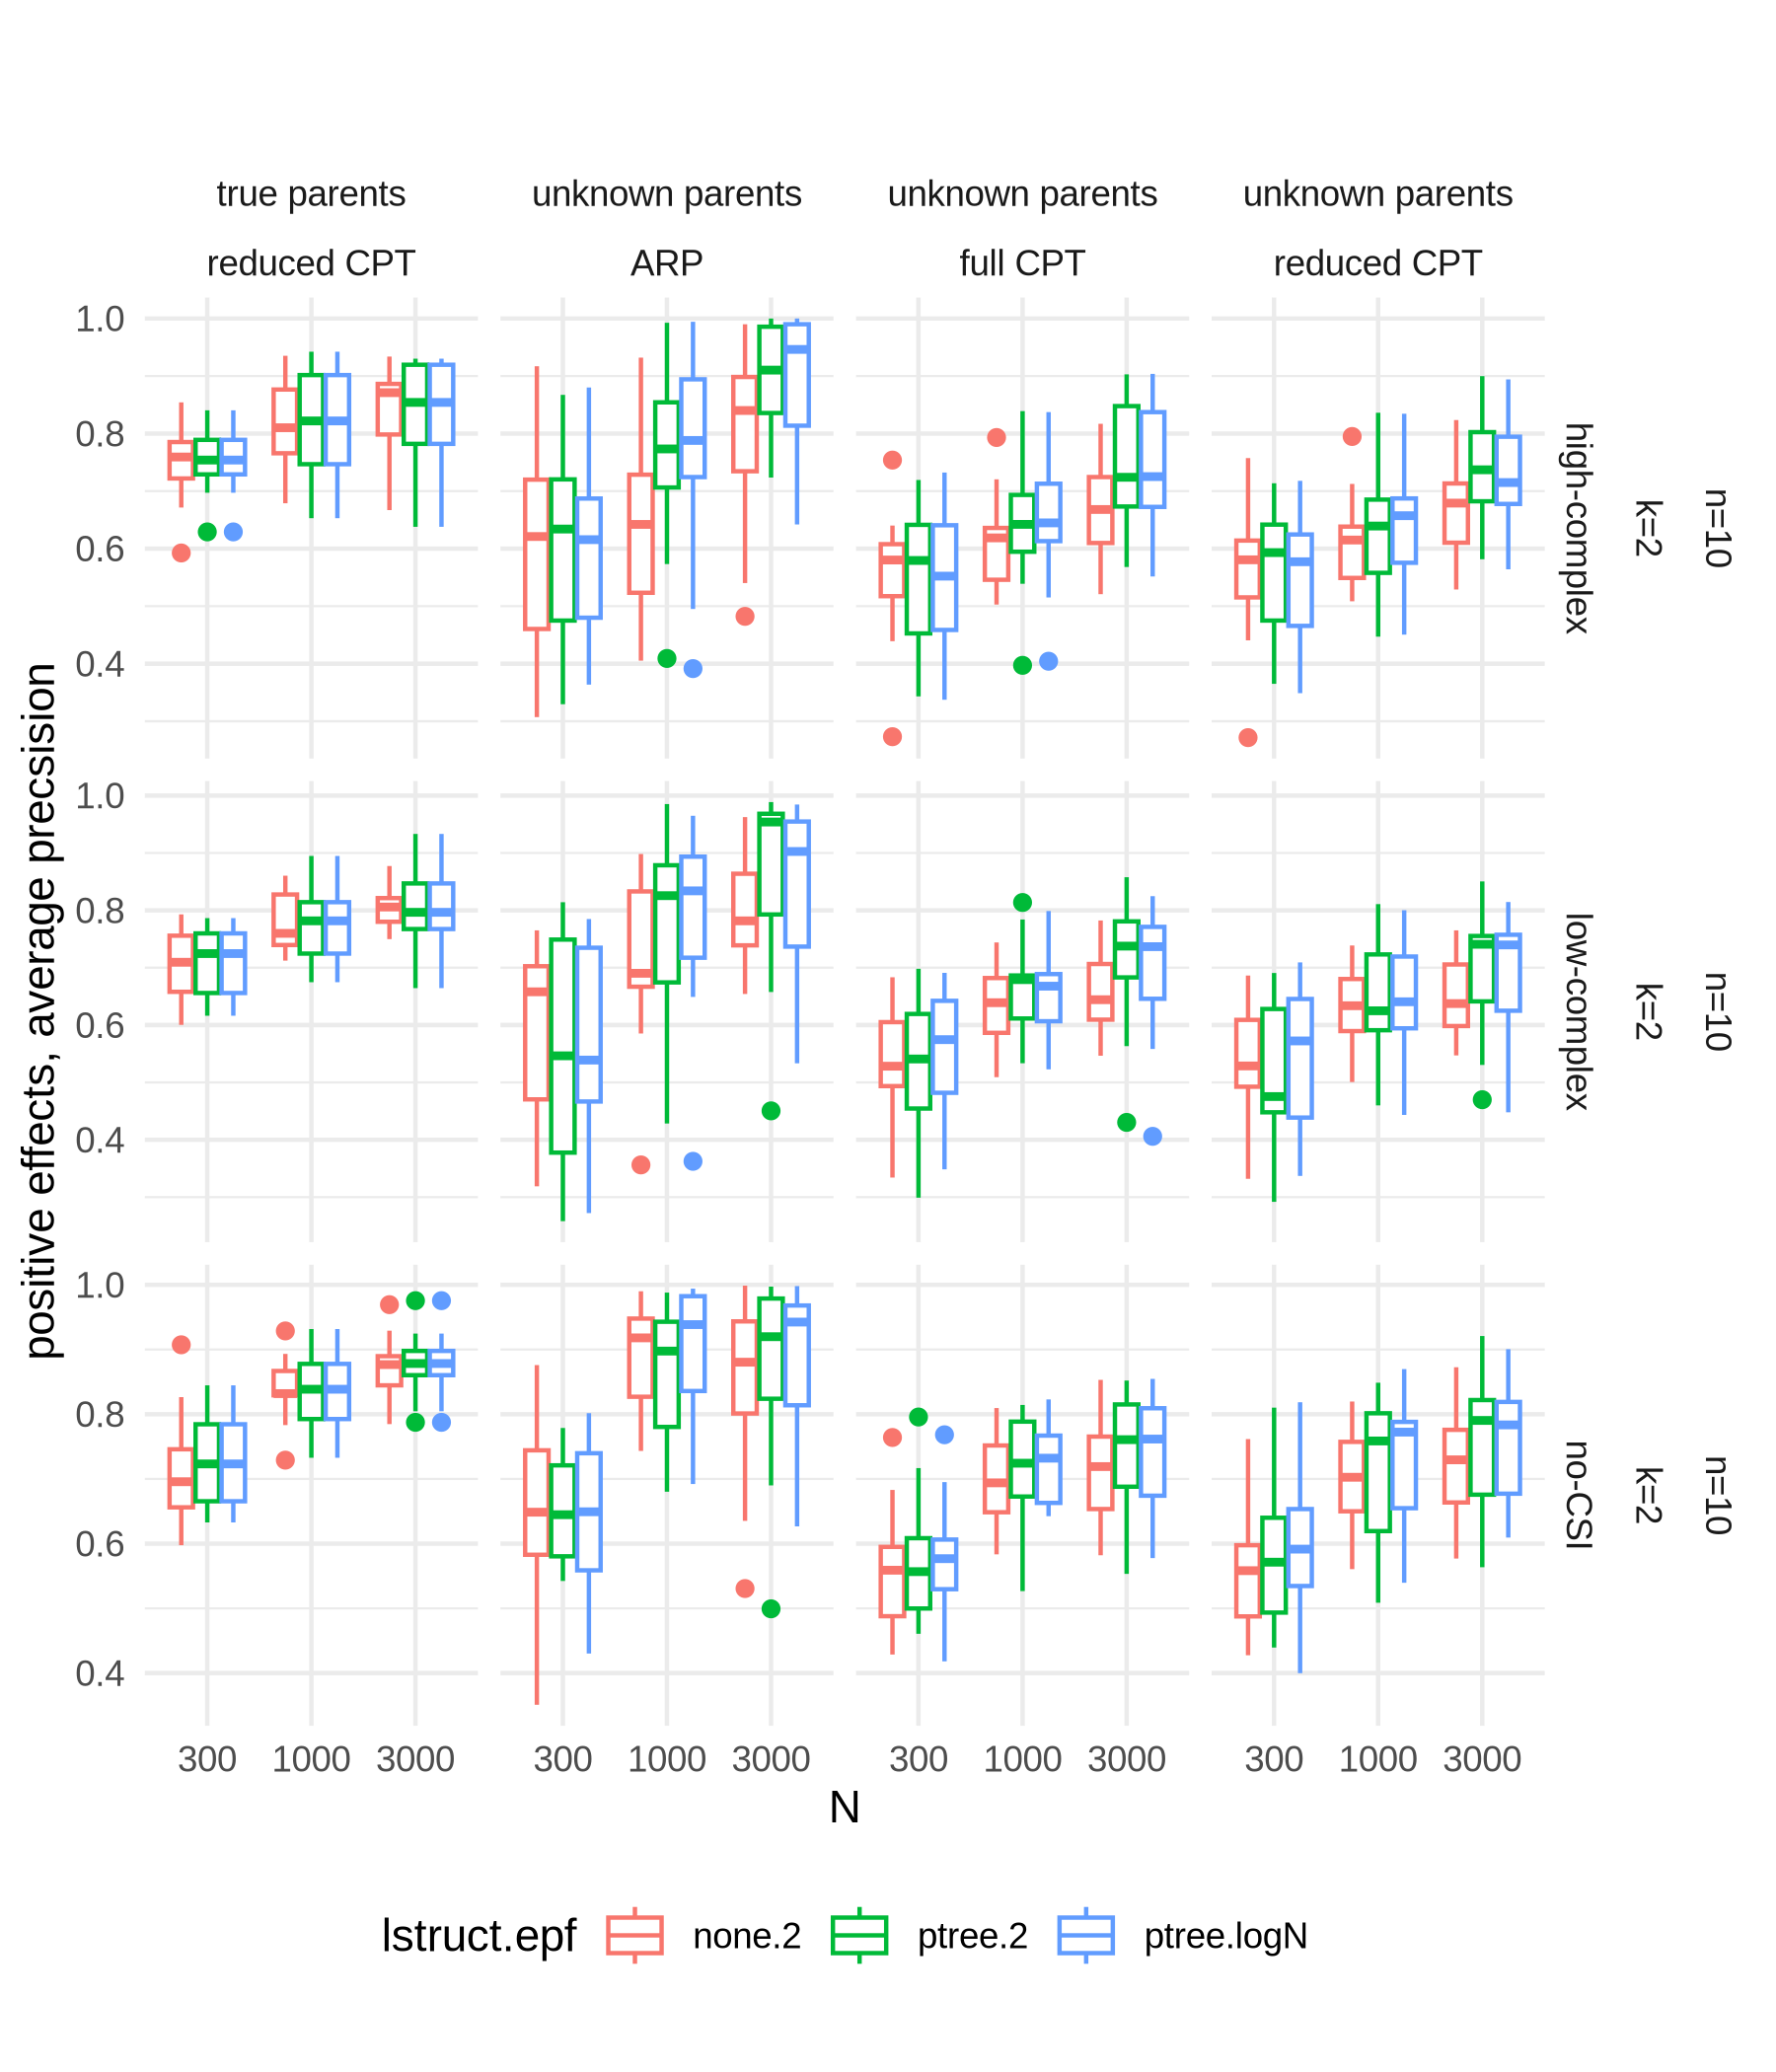 true parents unknown parents unknown parents unknown parents
reduced CPT ARP full CPT reduced CPT
1.0
0.8
0.6
0.4
high-complex
k=2
n=10
positive effects, average precsision
1.0
0.8
0.6
0.4
low-complex
k=2
n=10
1.0
0.8
0.6
0.4
no-CSI
k=2
n=10
300 1000 3000 300 1000 3000 300 1000 3000 300 1000 3000
N
lstruct.epf none.2 ptree.2 ptree.logN